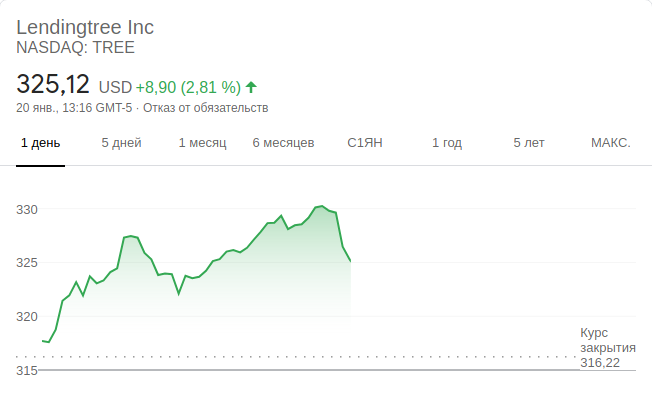 Lendingtree Inc
NASDAQ: TREE
325,12 USD +8,90 (2,81 %)
20 янв., 13:16 GMT-5 · Отказ от обязательств
1 день 5 дней 1 месяц 6 месяцев С1ЯН 1 год 5 лет МАКС.
330
325
320
315
Курс
закрытия
316,22